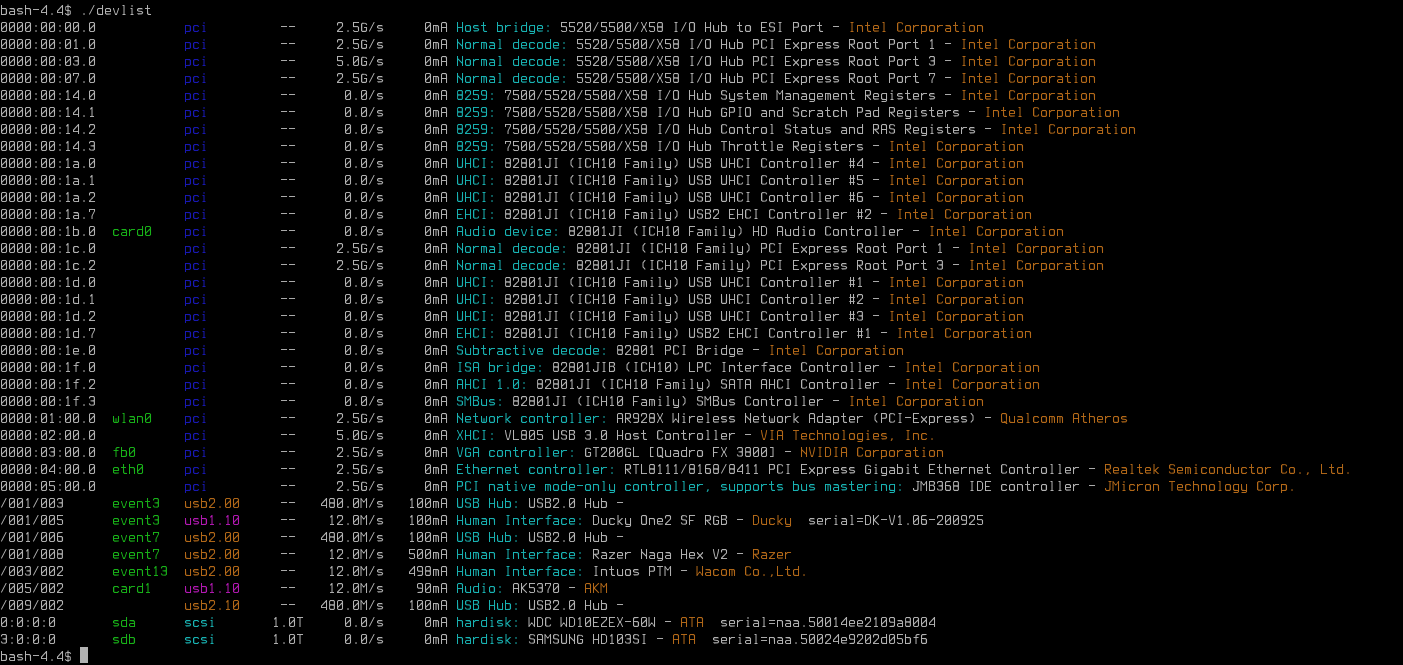 bash-4.4$ ./devlist
0000:00:00.0 pci -- 2.5G/s 0mA Host bridge: 5520/5500/X58 I/O Hub to ESI Port - Intel Corporation
0000:00:01.0 pci -- 2.5G/s 0mA Normal decode: 5520/5500/X58 I/O Hub PCI Express Root Port 1 - Intel Corporation
0000:00:03.0 pci -- 5.0G/s 0mA Normal decode: 5520/5500/X58 I/O Hub PCI Express Root Port 3 - Intel Corporation
0000:00:07.0 pci -- 2.5G/s 0mA Normal decode: 5520/5500/X58 I/O Hub PCI Express Root Port 7 - Intel Corporation
0000:00:14.0 pci -- 0.0/s 0mA 8259: 7500/5520/5500/X58 I/O Hub System Management Registers - Intel Corporation
0000:00:14.1 pci -- 0.0/s 0mA 8259: 7500/5520/5500/X58 I/O Hub GPIO and Scratch Pad Registers - Intel Corporation
0000:00:14.2 pci -- 0.0/s 0mA 8259: 7500/5520/5500/X58 I/O Hub Control Status and RAS Registers - Intel Corporation
0000:00:14.3 pci -- 0.0/s 0mA 8259: 7500/5520/5500/X58 I/O Hub Throttle Registers - Intel Corporation
0000:00:1a.0 pci -- 0.0/s 0mA UHCI: 82801JI (ICH10 Family) USB UHCI Controller #4 - Intel Corporation
0000:00:1a.1 pci -- 0.0/s 0mA UHCI: 82801JI (ICH10 Family) USB UHCI Controller #5 - Intel Corporation
0000:00:1a.2 pci -- 0.0/s 0mA UHCI: 82801JI (ICH10 Family) USB UHCI Controller #6 - Intel Corporation
0000:00:1a.7 pci -- 0.0/s 0mA EHCI: 82801JI (ICH10 Family) USB2 EHCI Controller #2 - Intel Corporation
0000:00:1b.0 card0 pci -- 0.0/s 0mA Audio device: 82801JI (ICH10 Family) HD Audio Controller - Intel Corporation
0000:00:1c.0 pci -- 2.5G/s 0mA Normal decode: 82801JI (ICH10 Family) PCI Express Root Port 1 - Intel Corporation
0000:00:1c.2 pci -- 2.5G/s 0mA Normal decode: 82801JI (ICH10 Family) PCI Express Root Port 3 - Intel Corporation
0000:00:1d.0 pci -- 0.0/s 0mA UHCI: 82801JI (ICH10 Family) USB UHCI Controller #1 - Intel Corporation
0000:00:1d.1 pci -- 0.0/s 0mA UHCI: 82801JI (ICH10 Family) USB UHCI Controller #2 - Intel Corporation
0000:00:1d.2 pci -- 0.0/s 0mA UHCI: 82801JI (ICH10 Family) USB UHCI Controller #3 - Intel Corporation
0000:00:1d.7 pci -- 0.0/s 0mA EHCI: 82801JI (ICH10 Family) USB2 EHCI Controller #1 - Intel Corporation
0000:00:1e.0 pci -- 0.0/s 0mA Subtractive decode: 82801 PCI Bridge - Intel Corporation
0000:00:1f.0 pci -- 0.0/s 0mA ISA bridge: 82801JIB (ICH10) LPC Interface Controller - Intel Corporation
0000:00:1f.2 pci -- 0.0/s 0mA AHCI 1.0: 82801JI (ICH10 Family) SATA AHCI Controller - Intel Corporation
0000:00:1f.3 pci -- 0.0/s 0mA SMBus: 82801JI (ICH10 Family) SMBus Controller - Intel Corporation
0000:01:00.0 wlan0 pci -- 2.5G/s 0mA Network controller: AR928X Wireless Network Adapter (PCI-Express) - Qualcomm Atheros
0000:02:00.0 pci -- 5.0G/s 0mA XHCI: VL805 USB 3.0 Host Controller - VIA Technologies, Inc.
0000:03:00.0 fb0 pci -- 2.5G/s 0mA VGA controller: GT200GL [Quadro FX 3800] - NVIDIA Corporation
0000:04:00.0 eth0 pci -- 2.5G/s 0mA Ethernet controller: RTL8111/8168/8411 PCI Express Gigabit Ethernet Controller - Realtek Semiconductor Co., Ltd.
0000:05:00.0 pci -- 2.5G/s 0mA PCI native mode-only controller, supports bus mastering: JMB368 IDE controller - JMicron Technology Corp.
/001/003 event3 usb2.00 -- 480.0M/s 100mA USB Hub: USB2.0 Hub -
/001/005 event3 usb1.10 -- 12.0M/s 100mA Human Interface: Ducky One2 SF RGB - Ducky serial=DK-V1.06-200925
/001/006 event7 usb2.00 -- 480.0M/s 100mA USB Hub: USB2.0 Hub -
/001/008 event7 usb2.00 -- 12.0M/s 500mA Human Interface: Razer Naga Hex V2 - Razer
/003/002 event13 usb2.00 -- 12.0M/s 498mA Human Interface: Intuos PTM - Wacom Co.,Ltd.
/005/002 card1 usb1.10 -- 12.0M/s 90mA Audio: AK5370 - AKM
/009/002 usb2.10 -- 480.0M/s 100mA USB Hub: USB2.0 Hub -
0:0:0:0 sda scsi 1.0T 0.0/s 0mA hardisk: WDC WD10EZEX-60W - ATA serial=naa.50014ee2109a8004
3:0:0:0 sdb scsi 1.0T 0.0/s 0mA hardisk: SAMSUNG HD103SI - ATA serial=naa.50024e9202d05bf6
bash-4.4$